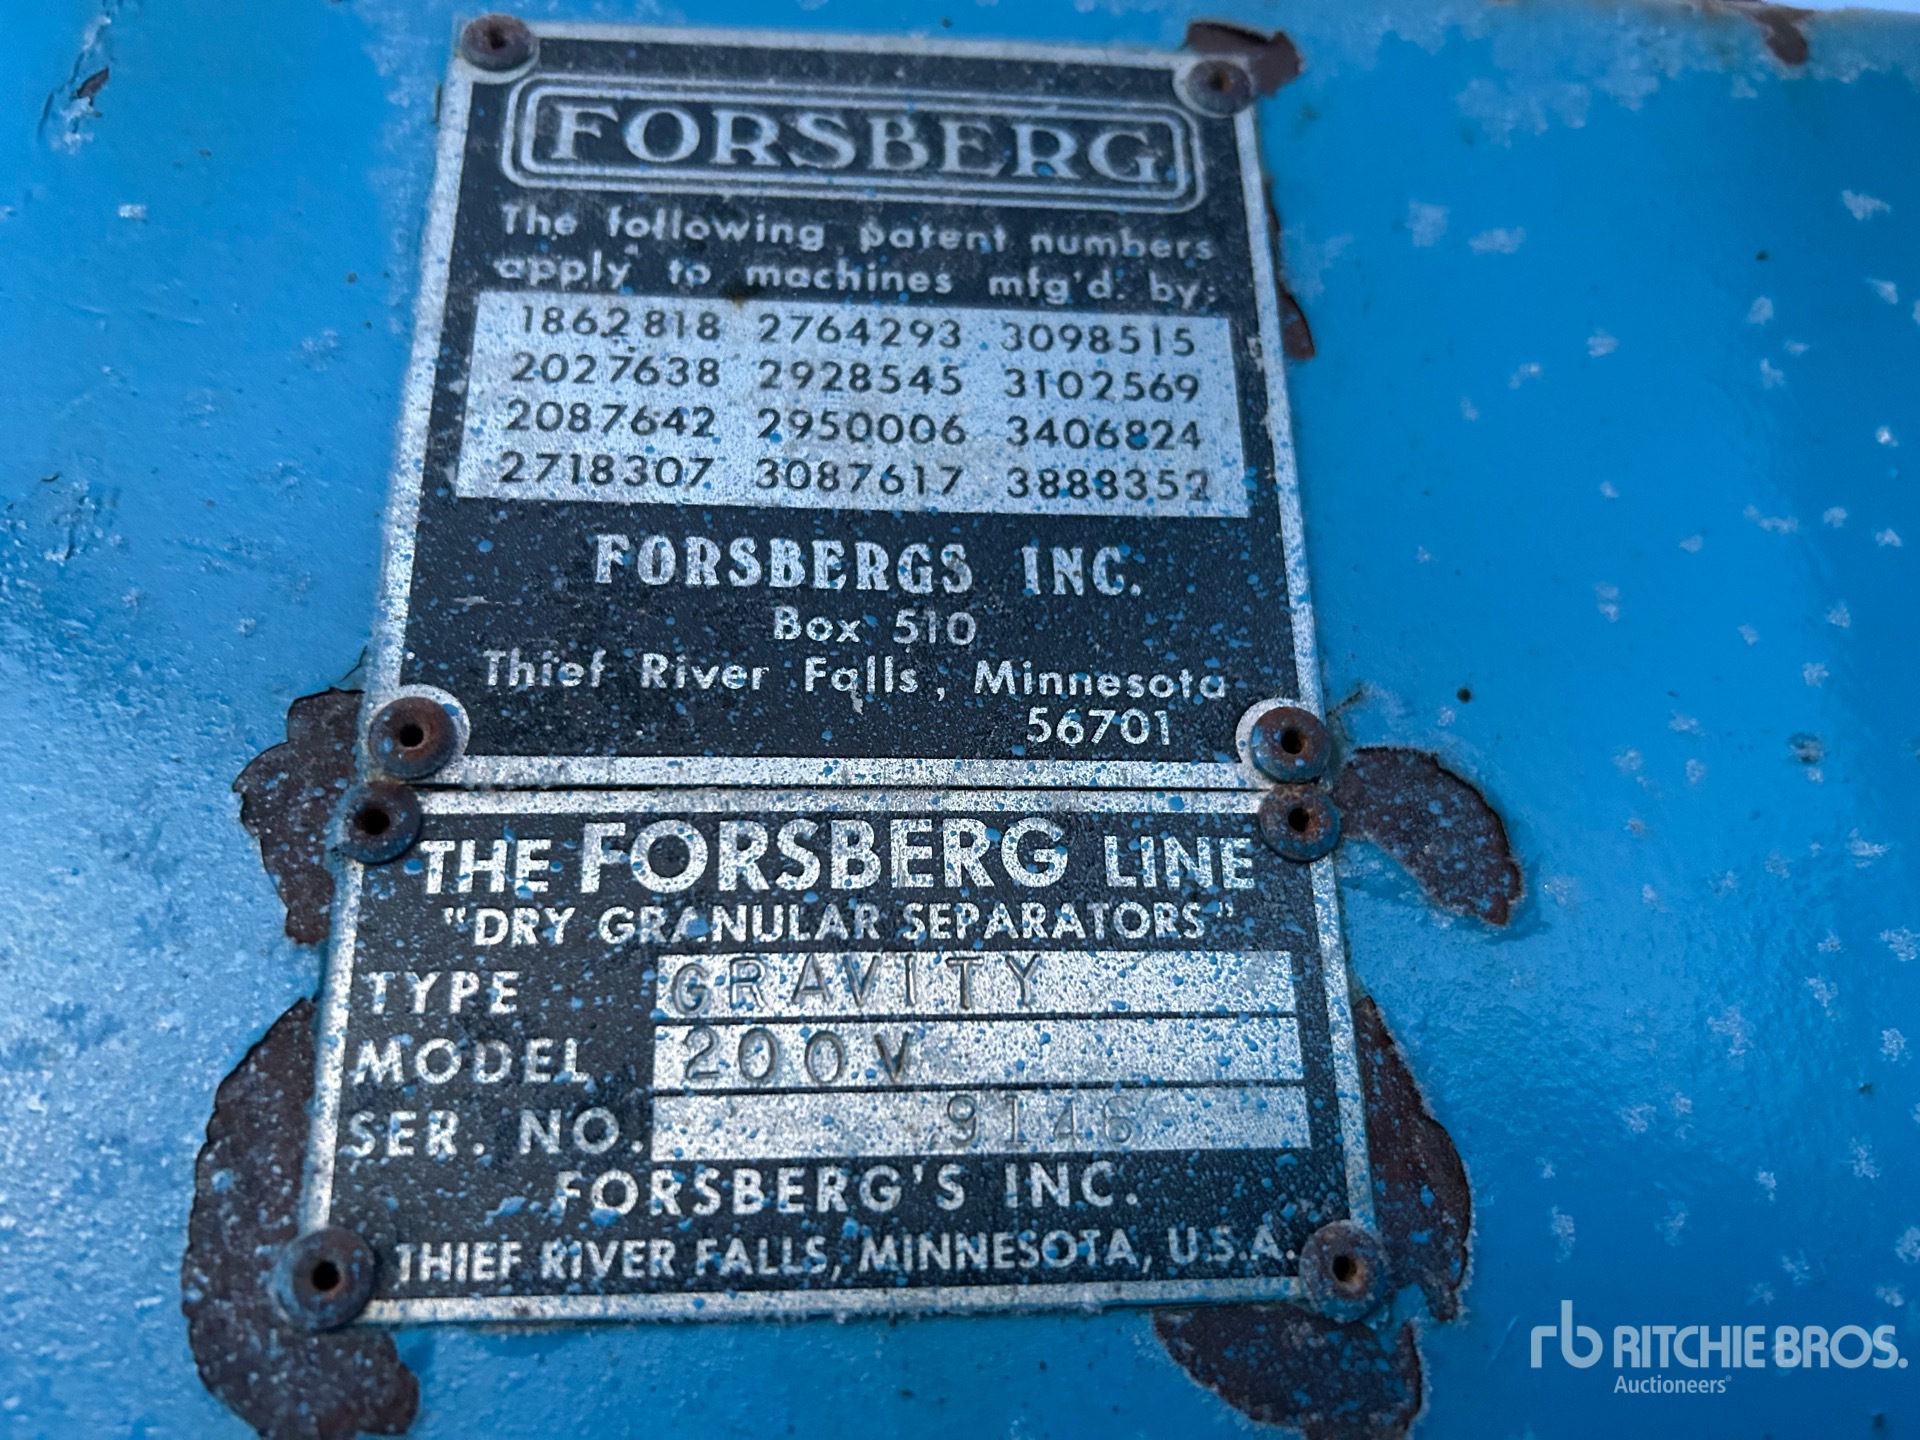 FORSBERG
The following patent numbers
apply to machines mfg'd. by:
1862818 2764293 3098515
2027638 2928545 3102569
2087642 2950006 3406824
2718307 3087617 3888352
FORSBERGS INC.
Box 510
Thief River Falls, Minnesota
56701
THE FORSBERG LINE
"DRY GRANULAR SEPARATORS"
TYPE GRAVITY
MODEL 200V
SER. NO. 9146
FORSBERG'S INC.
THIEF RIVER FALLS, MINNESOTA, U.S.A.
rb RITCHIE BROS.
Auctioneers®